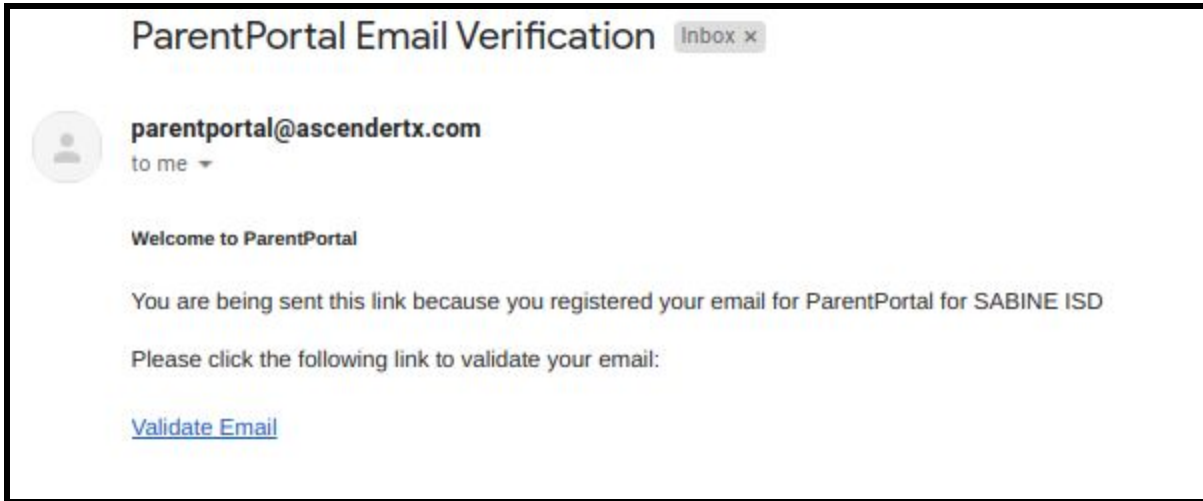 ParentPortal Email Verification Inbox ×
parentportal@ascendertx.com
to me
Welcome to ParentPortal
You are being sent this link because you registered your email for ParentPortal for SABINE ISD
Please click the following link to validate your email:
Validate Email